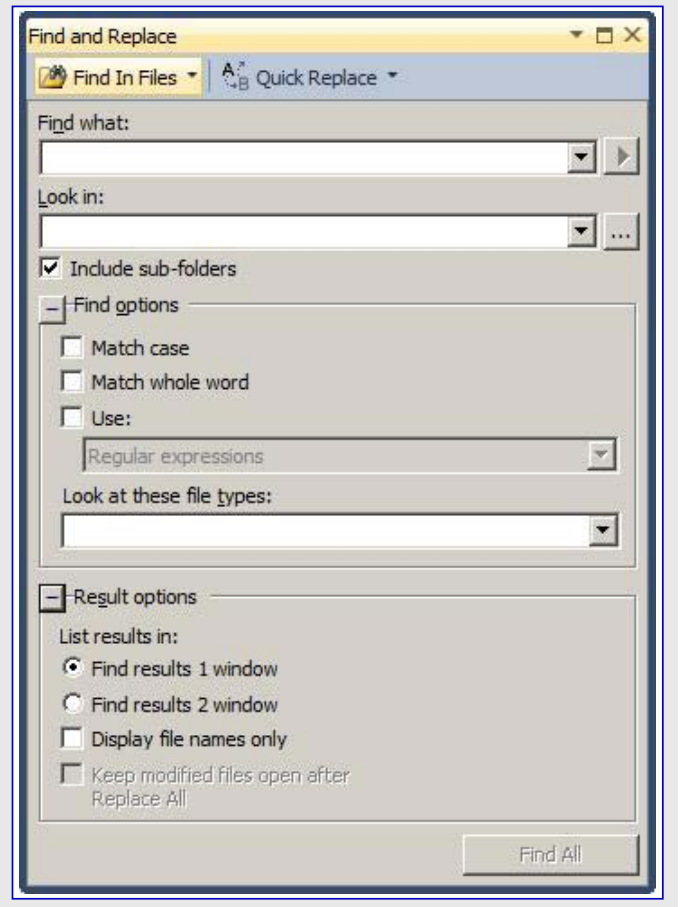 Find and Replace
Find In Files
Quick Replace
Find what:
Look in:
...
Include sub-folders
Find options
Match case
Match whole word
Use:
Regular expressions
Look at these file types:
Result options
List results in:
Find results 1 window
Find results 2 window
Display file names only
Keep modified files open after
Replace All
Find All